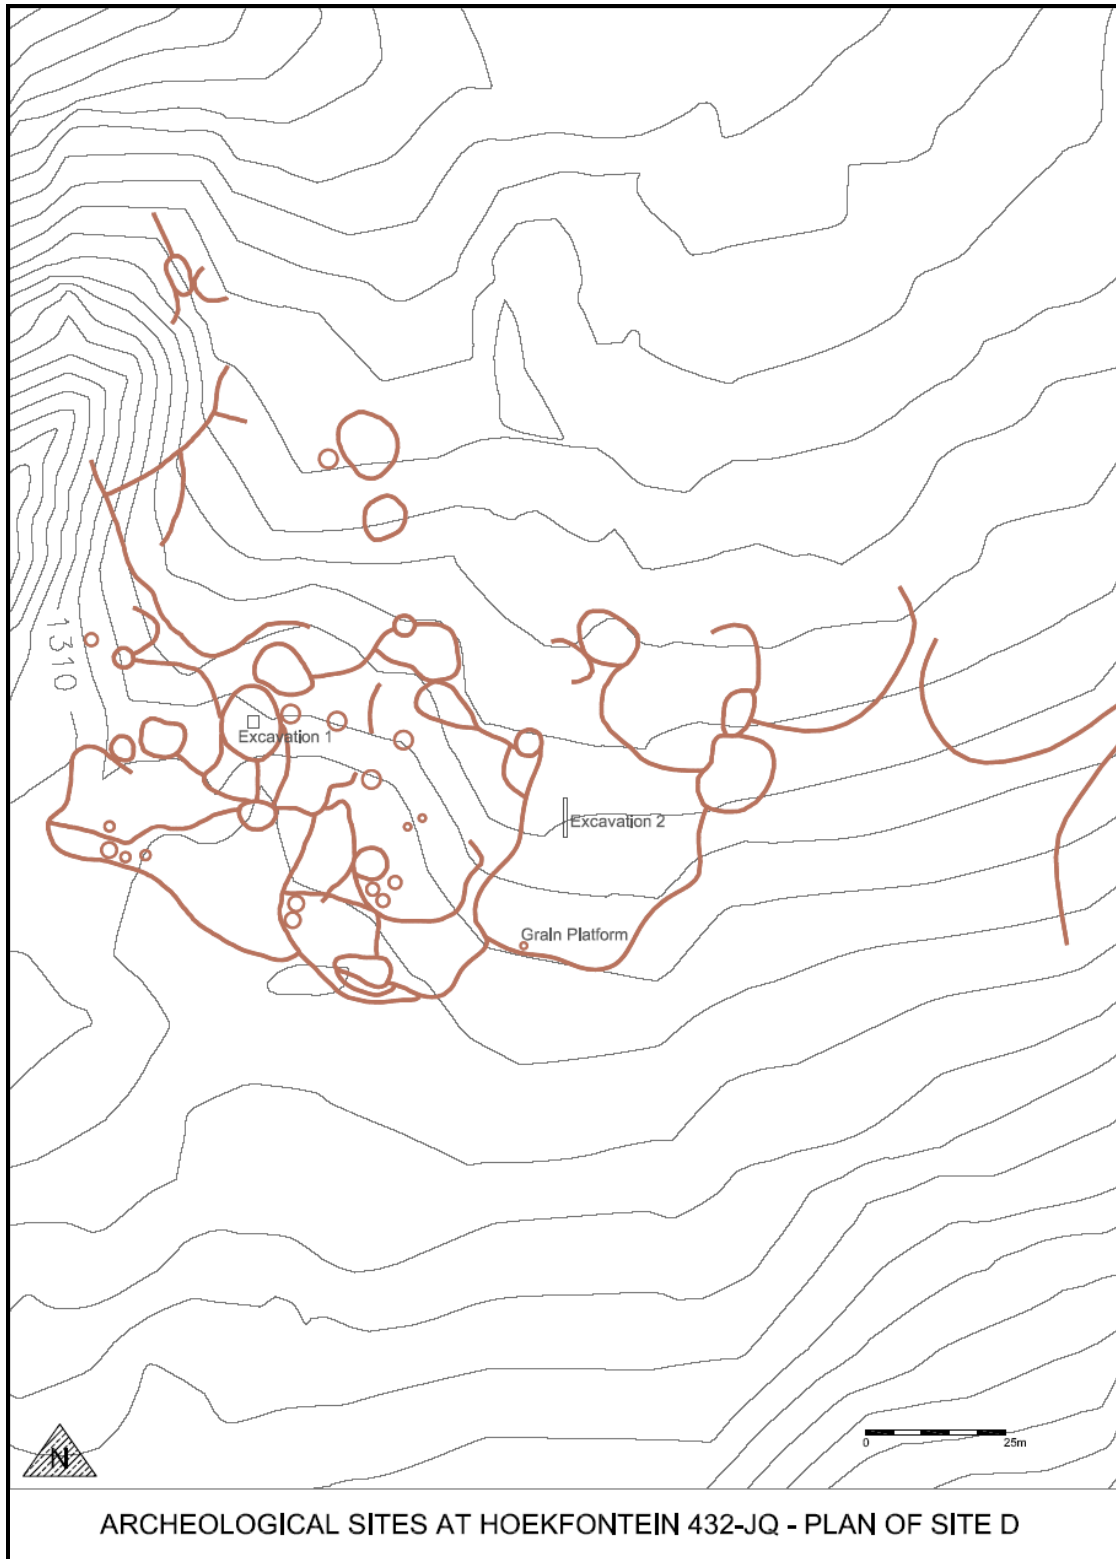 1310
Excavation 1
Excavation 2
Grain Platform
N
0 25m
ARCHEOLOGICAL SITES AT HOEKFONTEIN 432-JQ - PLAN OF SITE D